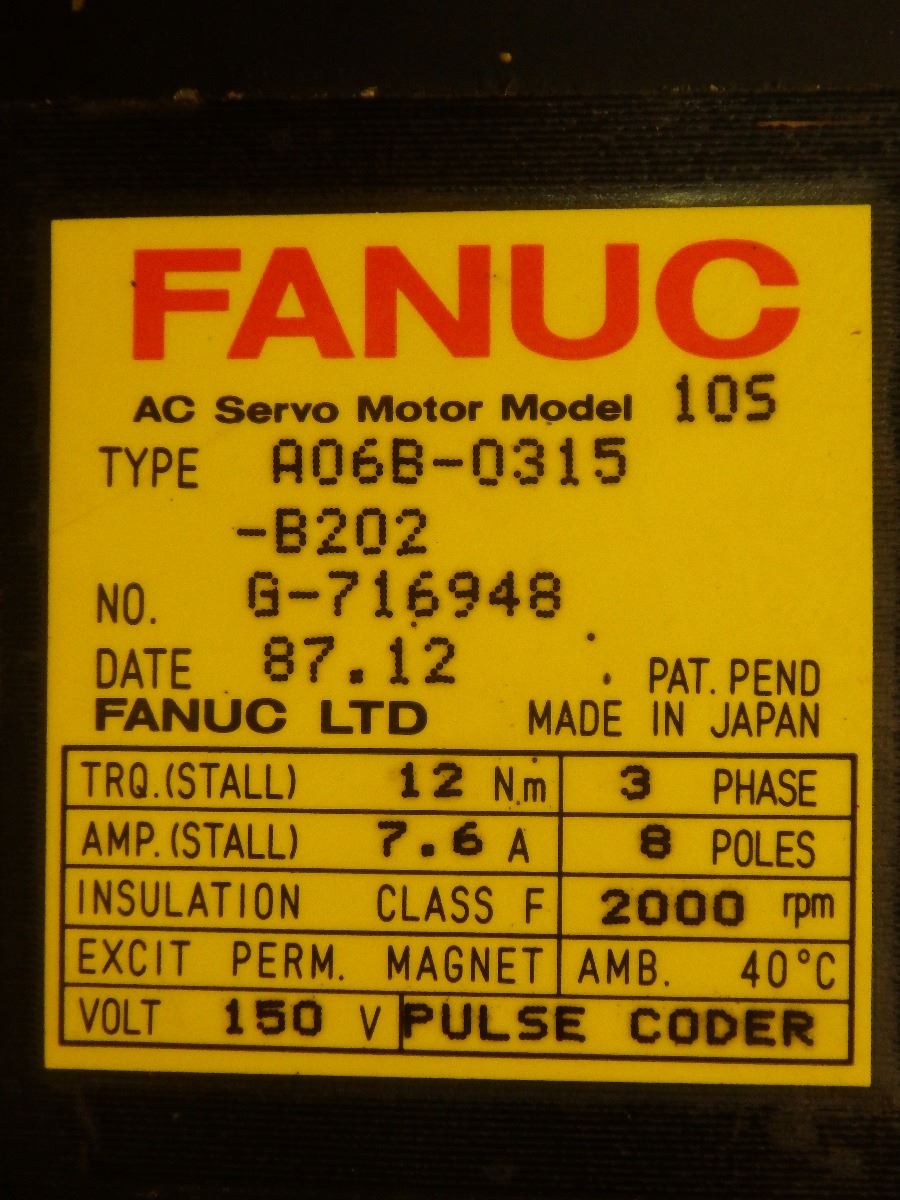 FANUC
AC Servo Motor Model 10S
TYPE A06B-0315
-B202
NO. G-716948
DATE 87.12 PAT. PEND
FANUC LTD MADE IN JAPAN
TRQ.(STALL) 12 N.m 3 PHASE
AMP.(STALL) 7.6 A 8 POLES
INSULATION CLASS F 2000 rpm
EXCIT PERM. MAGNET AMB. 40°C
VOLT 150 V PULSE CODER